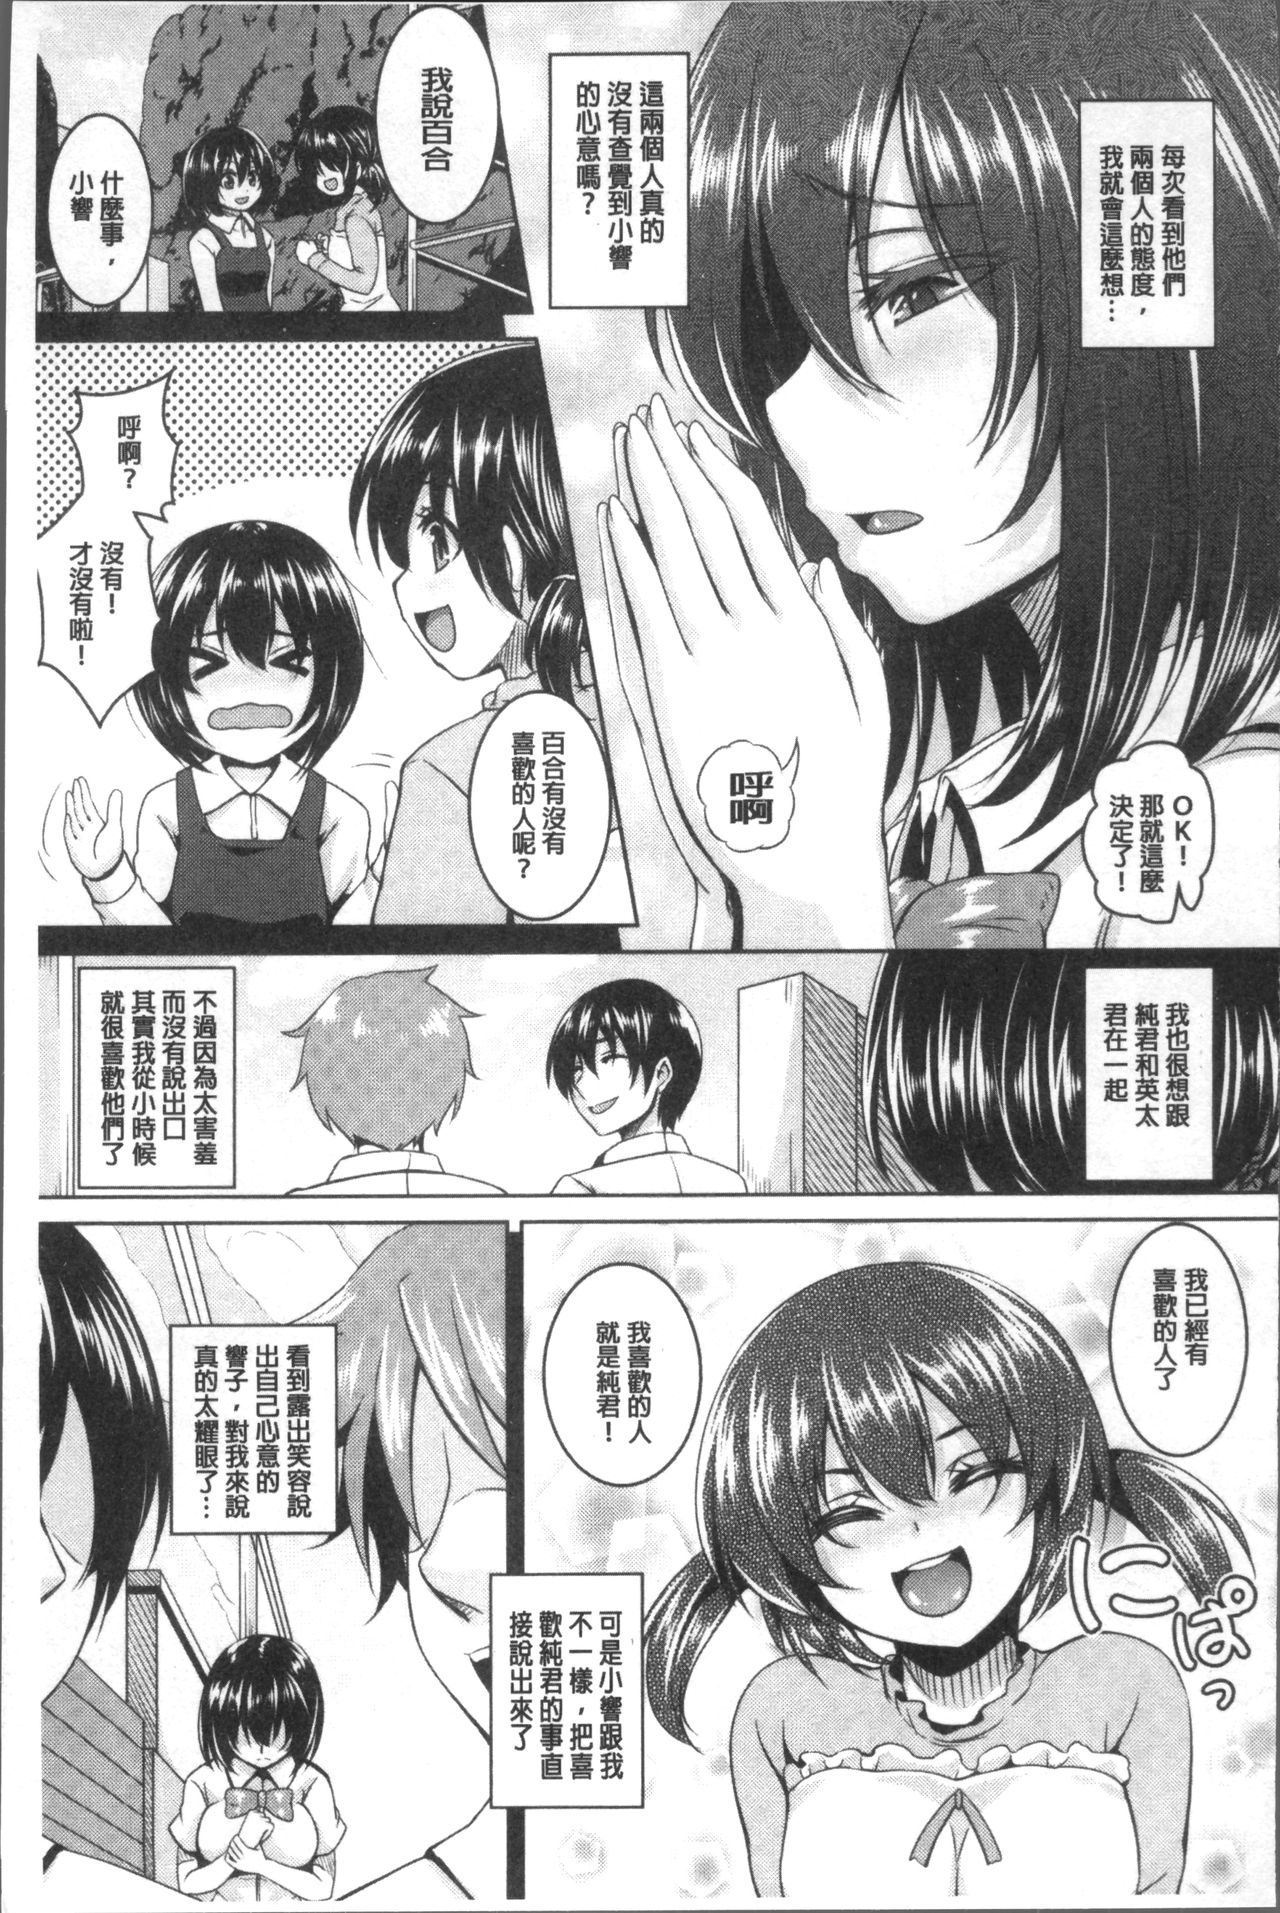 每次看到他們
兩個人的態度，
我就會這麼想…
這兩個人真的
沒有查覺到小響
的心意嗎？
OK！
那就這麼
決定了！
呼啊
我說百合
什麼事，
小響
百合有沒有
喜歡的人呢？
呼啊？
沒有！
才沒有啦！
我也很想跟
純君和英太
君在一起
不過因為太害羞
而沒有說出口
其實我從小時候
就很喜歡他們了
我已經有
喜歡的人了
我喜歡的人
就是純君！
にぱっ
可是小響跟我
不一樣，把喜
歡純君的事直
接說出來了
看到露出笑容說
出自己心意的
響子，對我來說
真的太耀眼了…